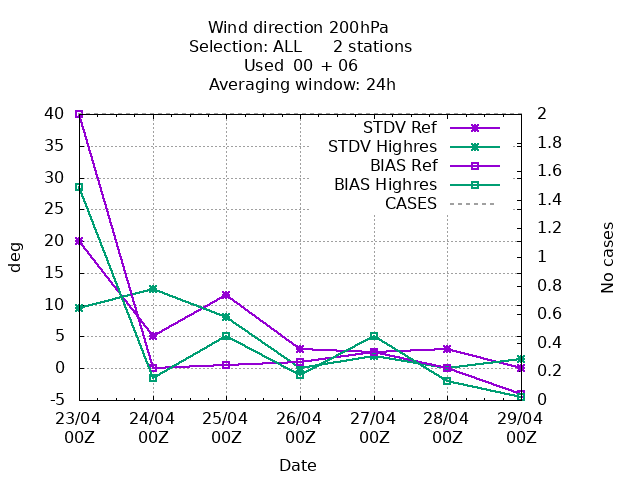 Wind direction 200hPa
Selection: ALL 2 stations
Used 00 + 06
Averaging window: 24h
STDV Ref
STDV Highres
BIAS Ref
BIAS Highres
CASES
40
35
30
25
20
15
10
5
0
-5
deg
2
1.8
1.6
1.4
1.2
1
0.8
0.6
0.4
0.2
0
No cases
23/04 24/04 25/04 26/04 27/04 28/04 29/04
00Z 00Z 00Z 00Z 00Z 00Z 00Z
Date